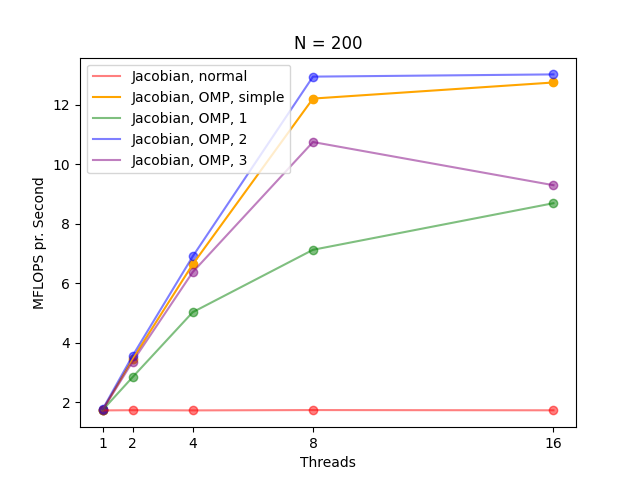 N = 200
Jacobian, normal
Jacobian, OMP, simple
Jacobian, OMP, 1
Jacobian, OMP, 2
Jacobian, OMP, 3
12
10
8
6
4
2
MFLOPS pr. Second
1 2 4 8 16
Threads